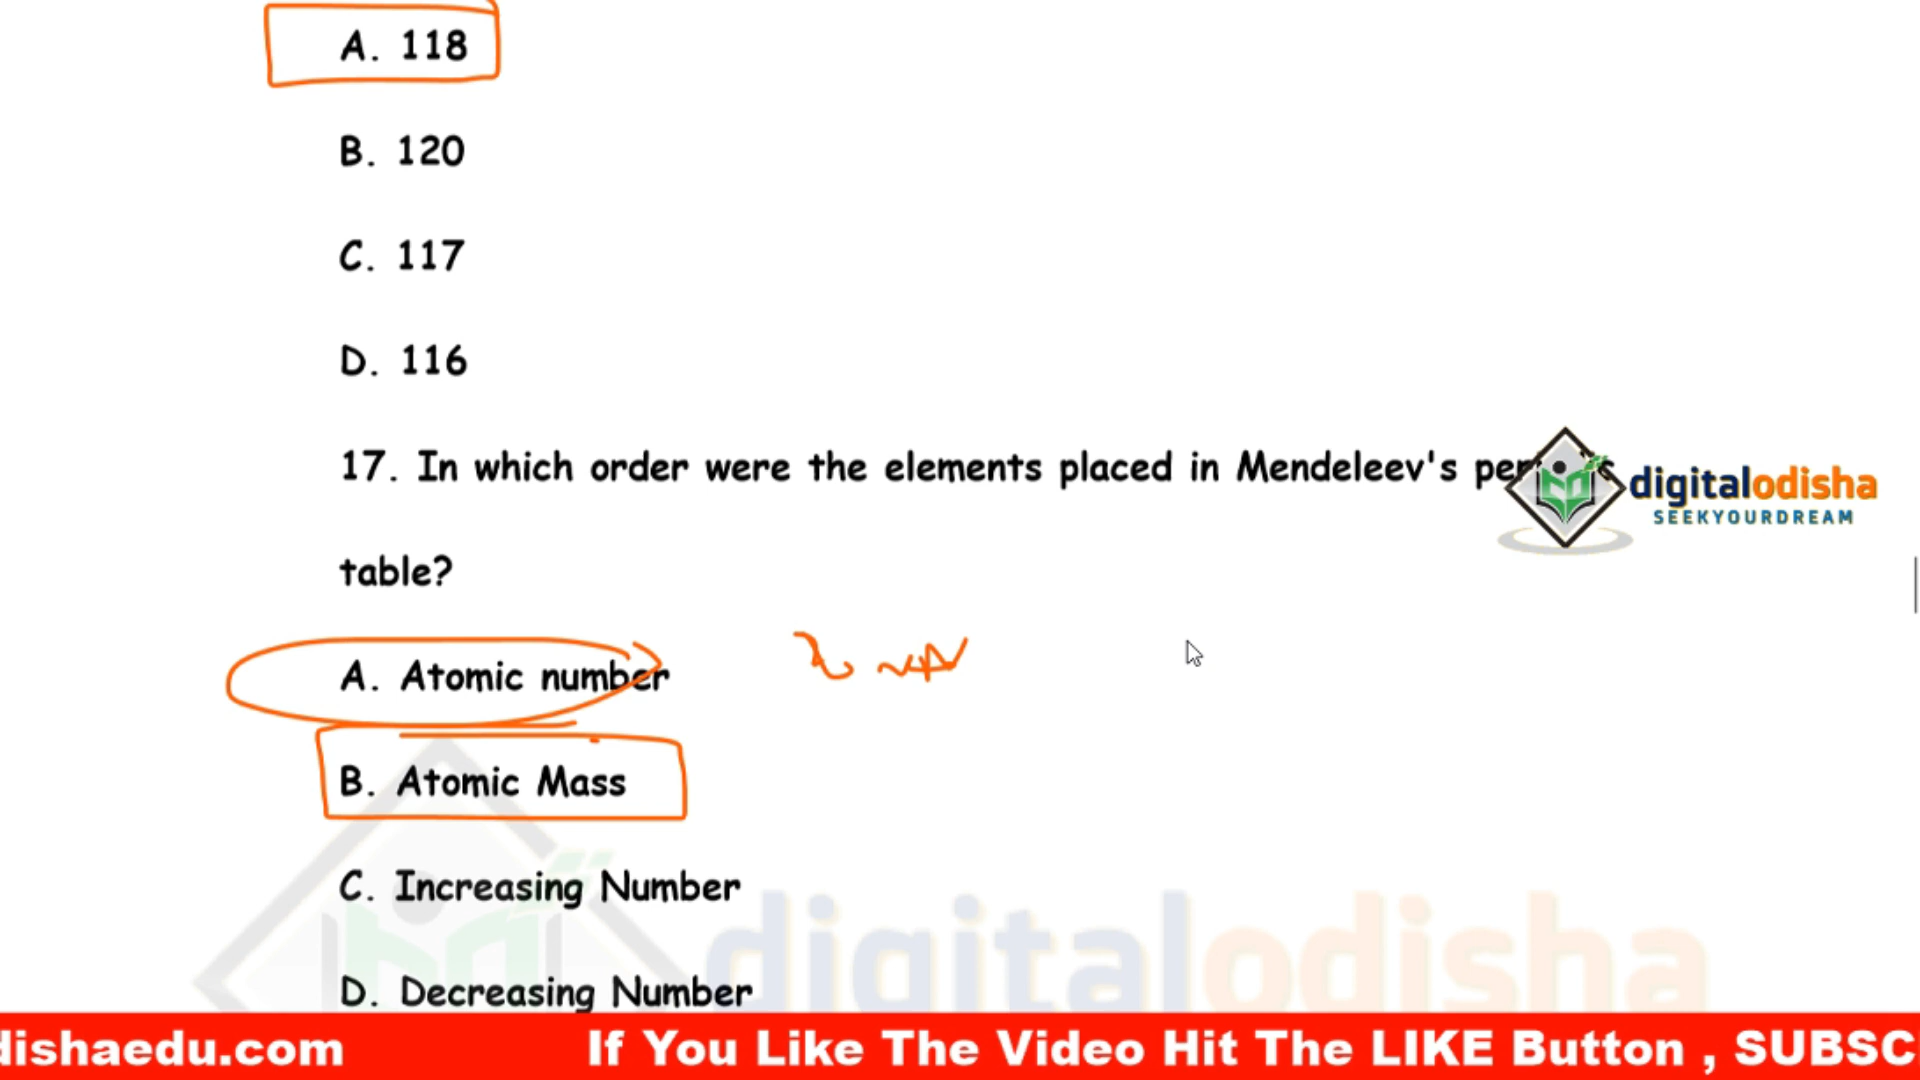 A. 118
B. 120
C. 117
D. 116
17. In which order were the elements placed in Mendeleev's
digitalodisha
SEEKYOURDREAM
table?
A. Atomic number
B. Atomic Mass
C. Increasing Number
digitalodisha
D. Decreasing Number
dishaedu.com If You Like The Video Hit The LIKE Button , SUBSC